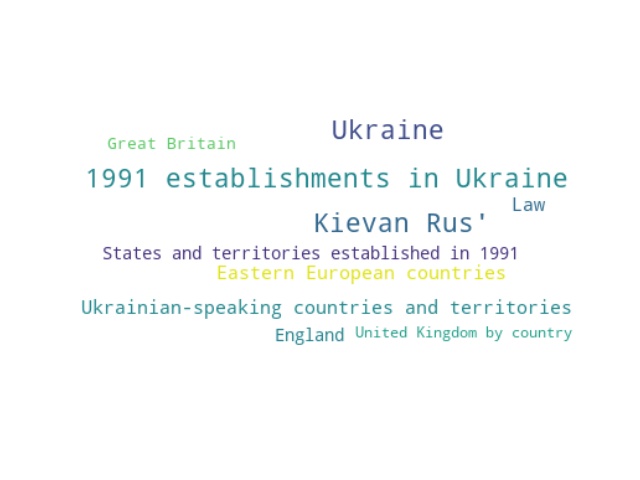 Ukraine
Great Britain
1991 establishments in Ukraine
Law
Kievan Rus'
States and territories established in 1991
Eastern European countries
Ukrainian-speaking countries and territories
England
United Kingdom by country